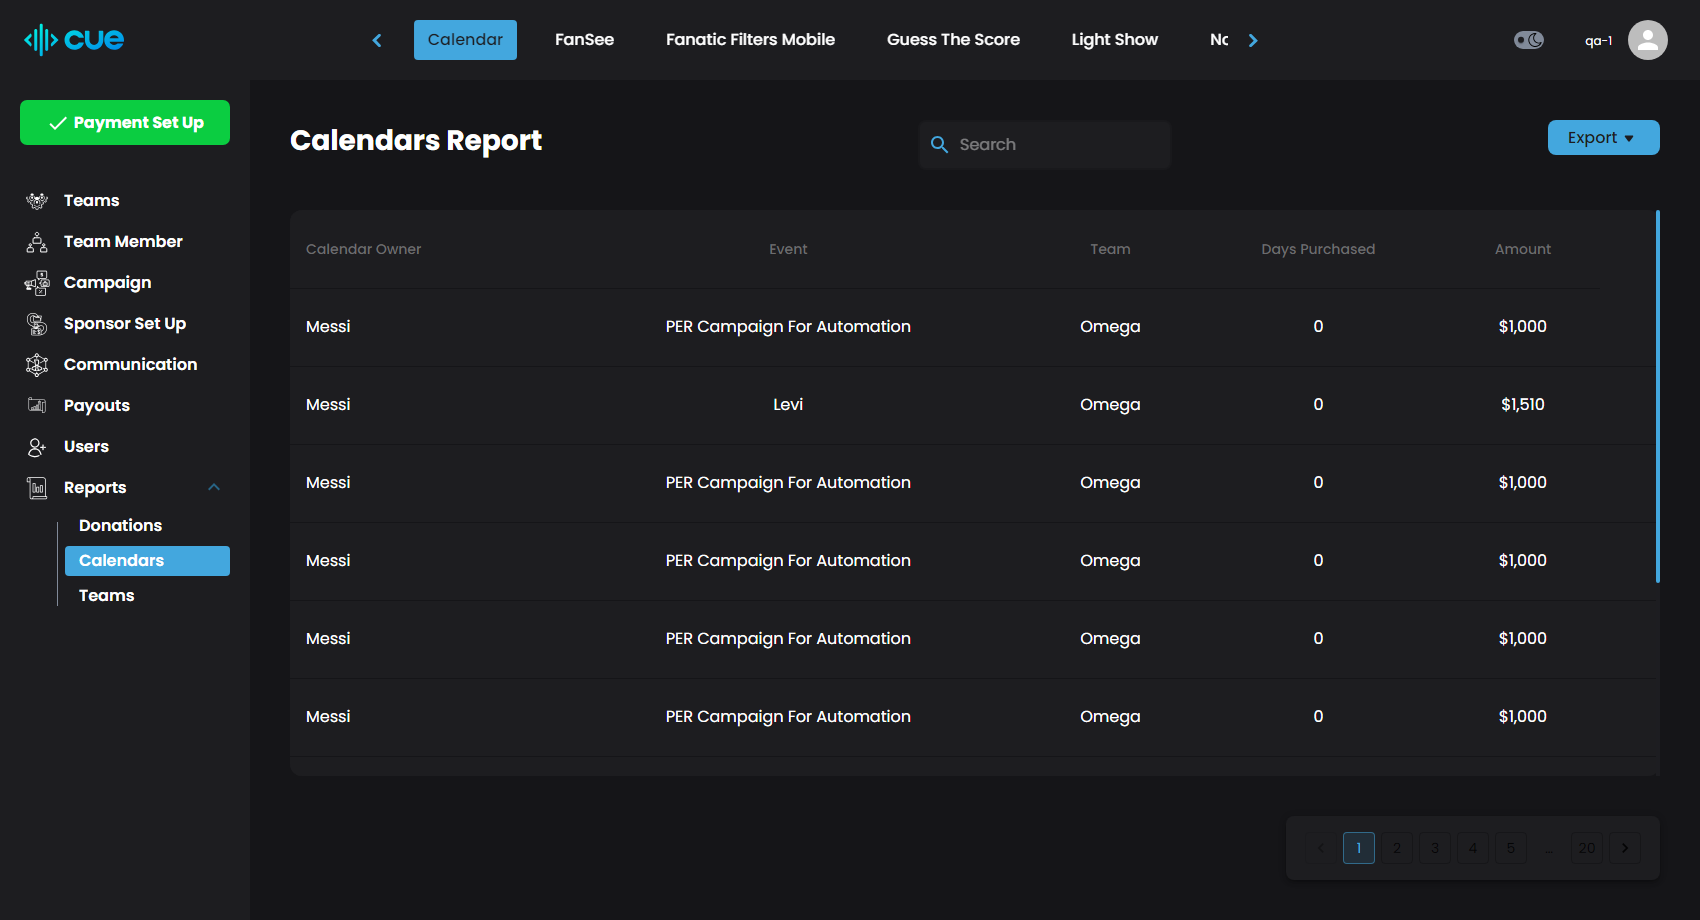 cue
Calendar FanSee Fanatic Filters Mobile Guess The Score Light Show
qa-1
Payment Set Up
Calendars Report
Search
Export
Teams
Team Member
Campaign
Sponsor Set Up
Communication
Payouts
Users
Reports
Donations
Calendars
Teams
Calendar Owner Event Team Days Purchased Amount
Messi PER Campaign For Automation Omega 0 $1,000
Messi Levi Omega 0 $1,510
Messi PER Campaign For Automation Omega 0 $1,000
Messi PER Campaign For Automation Omega 0 $1,000
Messi PER Campaign For Automation Omega 0 $1,000
Messi PER Campaign For Automation Omega 0 $1,000
1 2 3 4 5 ... 20